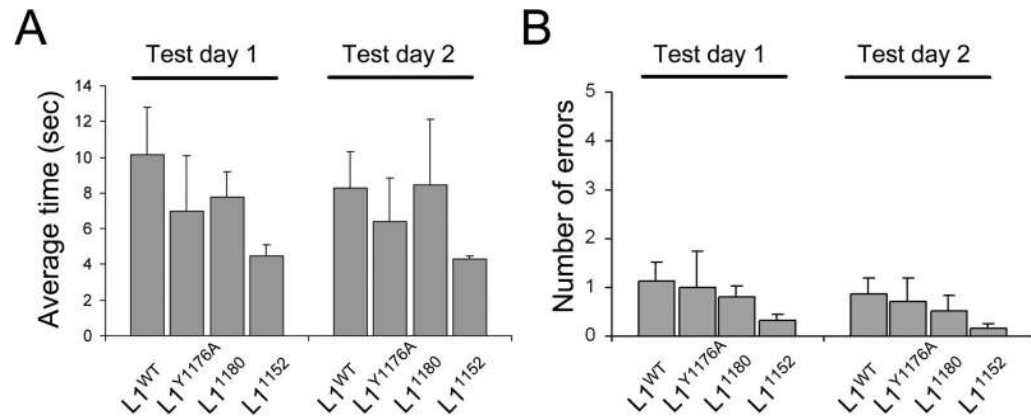 A
Test day 1
Test day 2
Average time (sec)
14
12
10
8
6
4
2
0
L1WT
L1Y1176A
L11180
L11152
L1WT
L1Y1176A
L11180
L11152
B
Test day 1
Test day 2
Number of errors
5
4
3
2
1
0
L1WT
L1Y1176A
L11180
L11152
L1WT
L1Y1176A
L11180
L11152